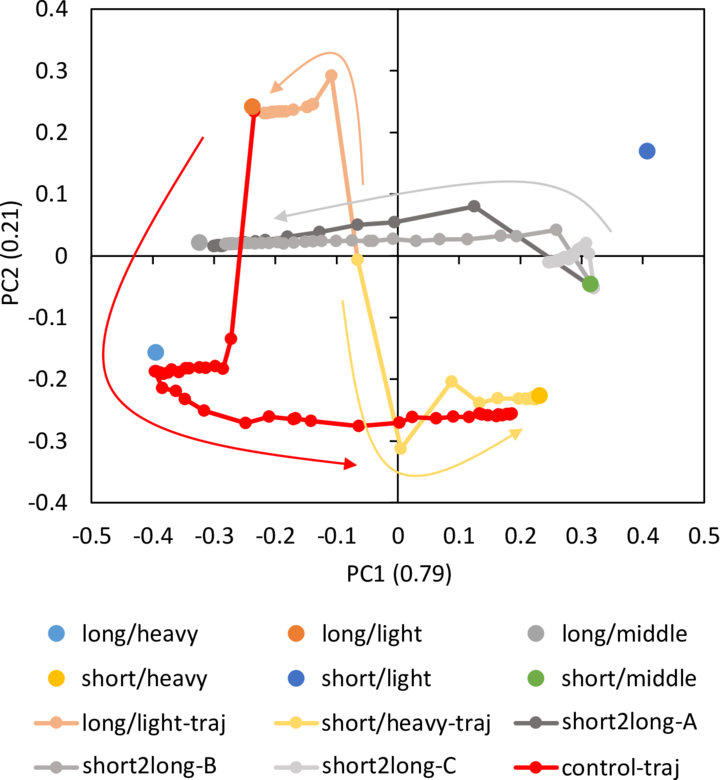 0.4
0.3
0.2
0.1
0
-0.1
-0.2
-0.3
-0.4
PC2 (0.21)
-0.5 -0.4 -0.3 -0.2 -0.1 0 0.1 0.2 0.3 0.4 0.5
PC1 (0.79)
long/heavy long/light long/middle
short/heavy short/light short/middle
long/light-traj short/heavy-traj short2long-A
short2long-B short2long-C control-traj